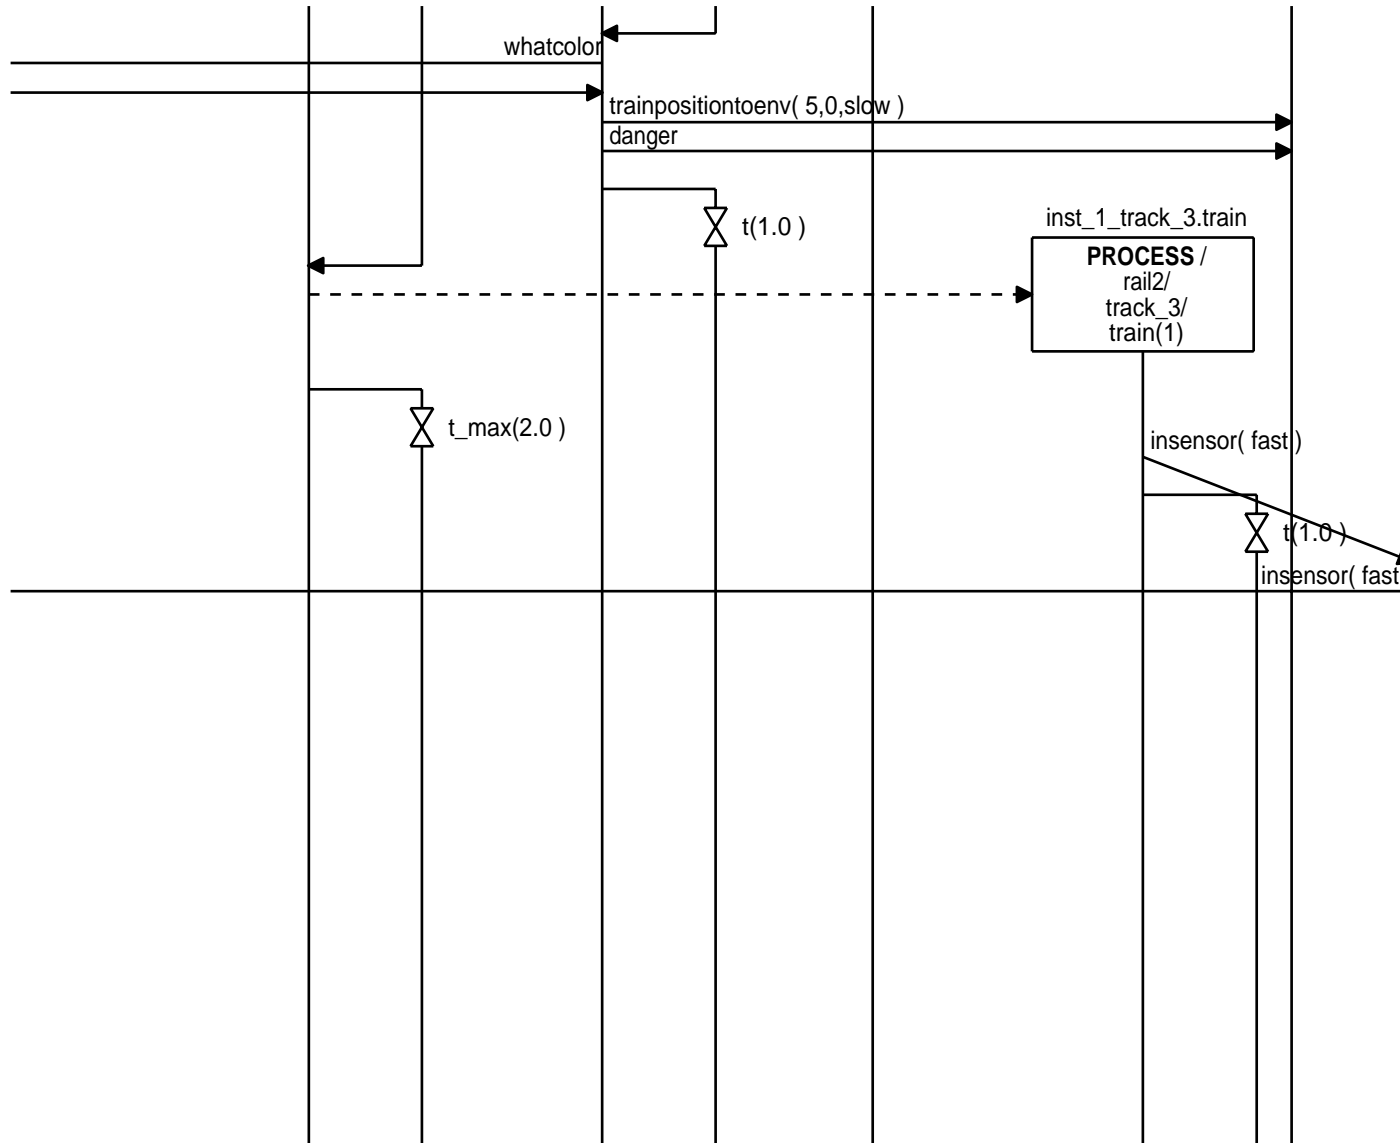 whatcolor
trainpositiontoenv( 5,0,slow )
danger
t(1.0 )
inst_1_track_3.train
PROCESS /
rail2/
track_3/
train(1)
t_max(2.0 )
insensor( fast )
t(1.0 )
insensor( fast